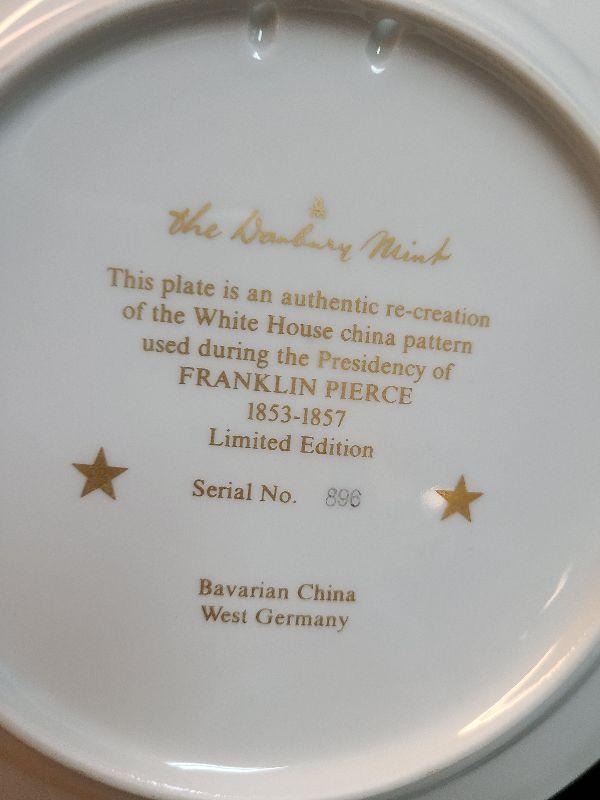 the Danbury Mint
This plate is an authentic re-creation
of the White House china pattern
used during the Presidency of
FRANKLIN PIERCE
1853-1857
Limited Edition
Serial No. 896
Bavarian China
West Germany